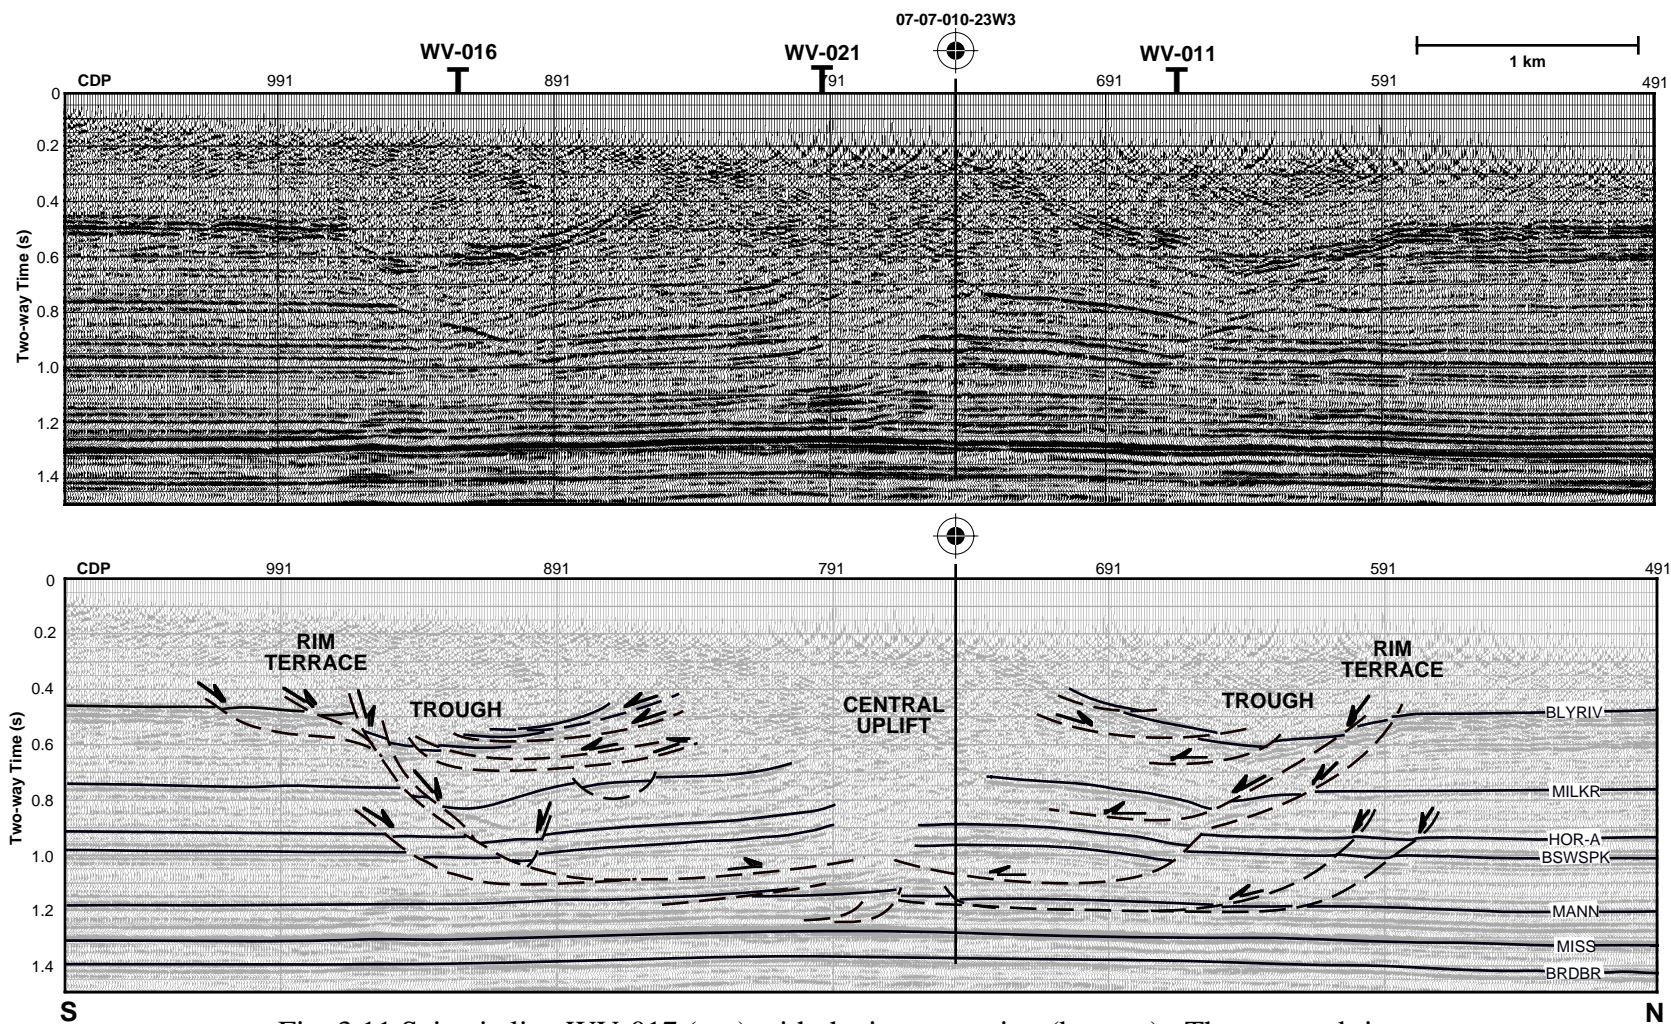 07-07-010-23W3
WV-016
WV-021
WV-011
1 km
CDP 991 891 791 691 591 491
0
0.2
0.4
0.6
0.8
1.0
1.2
1.4
Two-way Time (s)
CDP 991 891 791 691 591 491
0
0.2
0.4
0.6
0.8
1.0
1.2
1.4
Two-way Time (s)
RIM
TERRACE
TROUGH
CENTRAL
UPLIFT
TROUGH
RIM
TERRACE
BLYRIV
MILKR
HOR-A
BSWSPK
MANN
MISS
BRDBR
S N